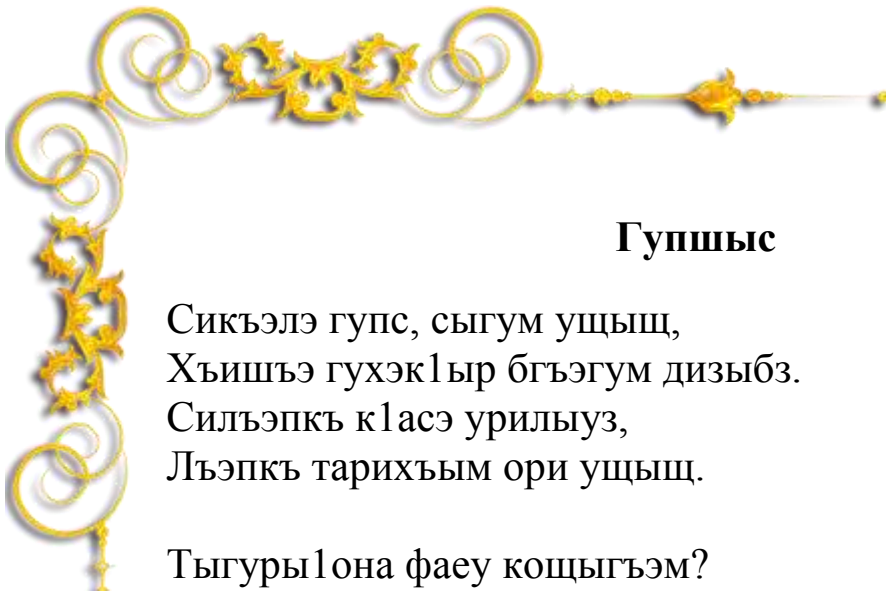 Гупшыс
Сикъэлэ гупс, сыгум ущыщ,
Хъишъэ гухэк1ыр бгъэгум дизыбз.
Силъэпкъ к1асэ урилыуз,
Лъэпкъ тарихъым ори ущыщ.
Тыгуры1она фаеу кощыгъэм?